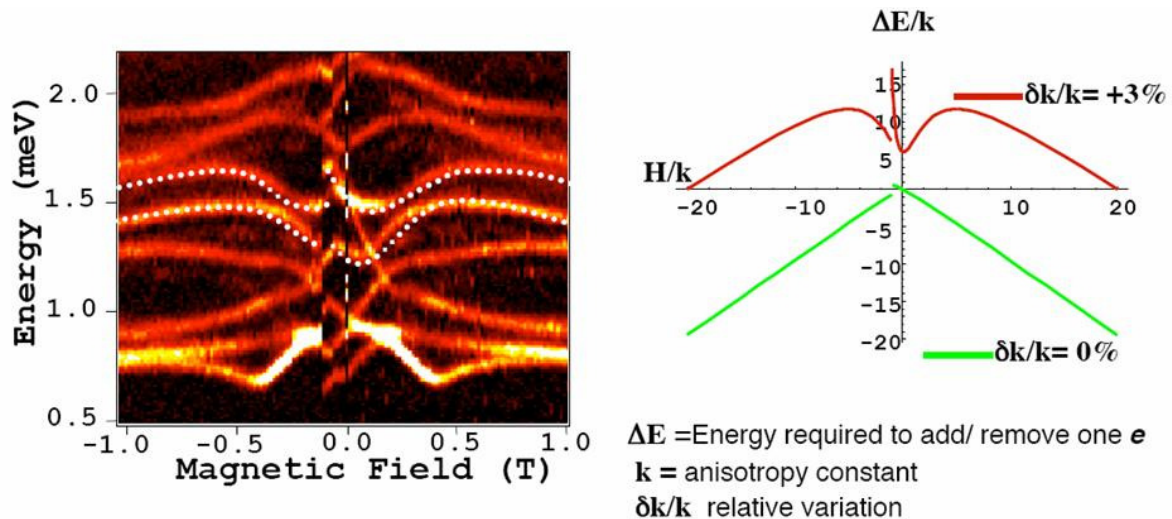 Energy (meV)
2.0
1.5
1.0
0.5
-1.0 -0.5 0.0 0.5 1.0
Magnetic Field (T)
ΔE/k
15
10
5
-5
-10
-15
-20
H/k
-20 -10 10 20
δk/k= +3%
δk/k= 0%
ΔE =Energy required to add/ remove one e
k = anisotropy constant
δk/k relative variation